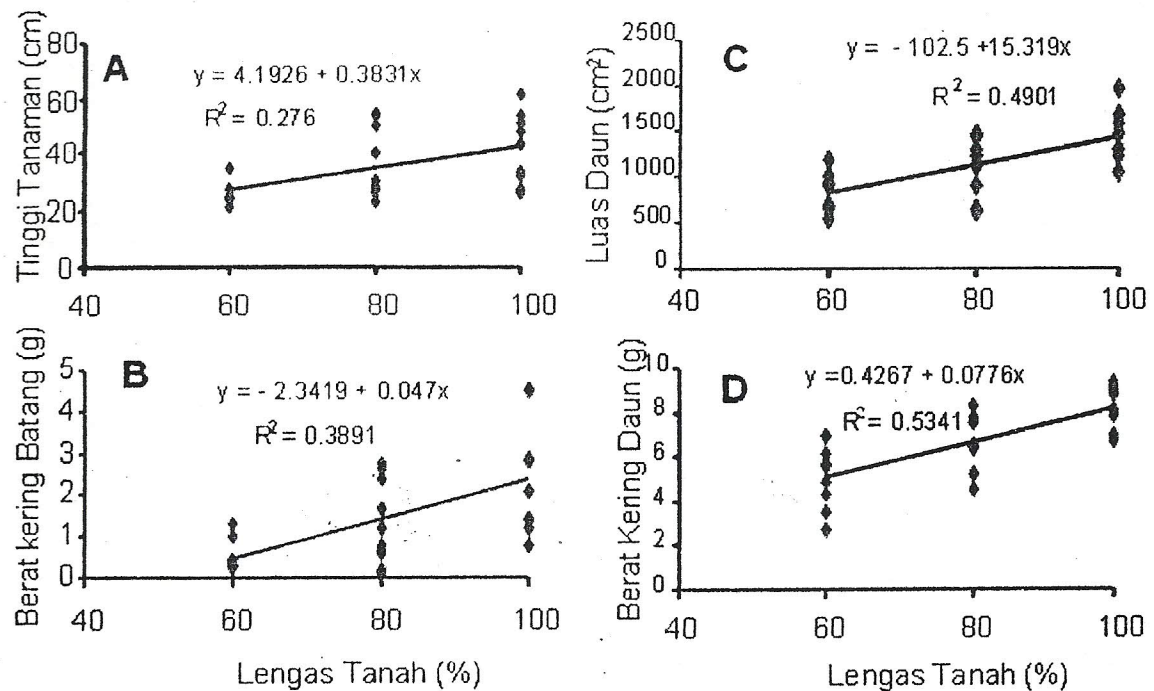 A
Tinggi Tanaman (cm)
80
60
40
20
0
y = 4.1926 + 0.3831x
R² = 0.276
40 60 80 100
C
Luas Daun (cm²)
2500
2000
1500
1000
500
0
y = - 102.5 +15.319x
R² = 0.4901
40 60 80 100
B
Berat kering Batang (g)
5
4
3
2
1
0
y = - 2.3419 + 0.047x
R² = 0.3891
40 60 80 100
Lengas Tanah (%)
D
Berat Kering Daun (g)
10
8
6
4
2
0
y =0.4267 + 0.0776x
R² = 0.5341
40 60 80 100
Lengas Tanah (%)